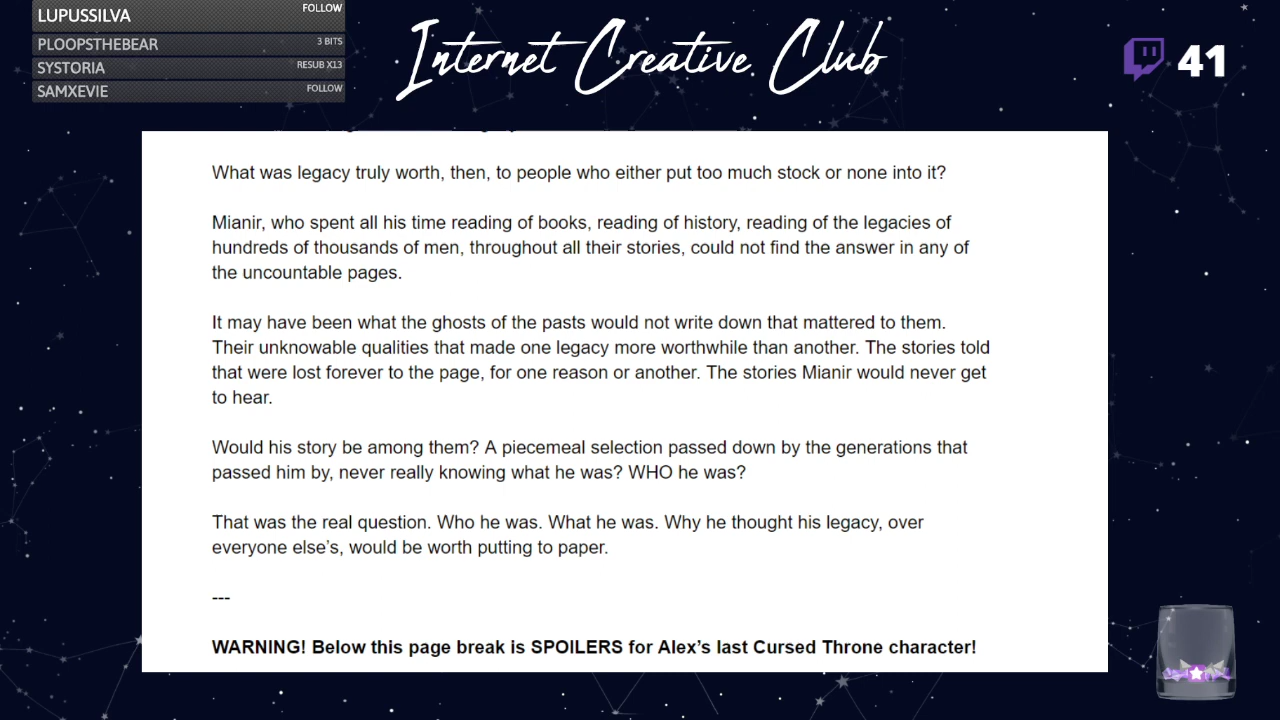 LUPUSSILVA FOLLOW
PLOOPSTHEBEAR 3 BITS
SYSTORIA RESUB X13
SAMXEVIE FOLLOW
Internet Creative Club
41
What was legacy truly worth, then, to people who either put too much stock or none into it?
Mianir, who spent all his time reading of books, reading of history, reading of the legacies of
hundreds of thousands of men, throughout all their stories, could not find the answer in any of
the uncountable pages.
It may have been what the ghosts of the pasts would not write down that mattered to them.
Their unknowable qualities that made one legacy more worthwhile than another. The stories told
that were lost forever to the page, for one reason or another. The stories Mianir would never get
to hear.
Would his story be among them? A piecemeal selection passed down by the generations that
passed him by, never really knowing what he was? WHO he was?
That was the real question. Who he was. What he was. Why he thought his legacy, over
everyone else’s, would be worth putting to paper.
---
WARNING! Below this page break is SPOILERS for Alex’s last Cursed Throne character!